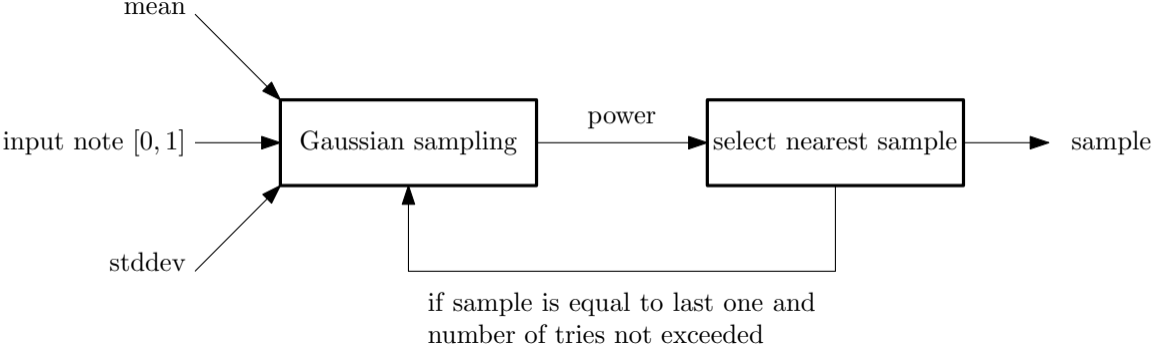 mean
power
input note [0, 1]
Gaussian sampling
select nearest sample
sample
stddev
if sample is equal to last one and
number of tries not exceeded